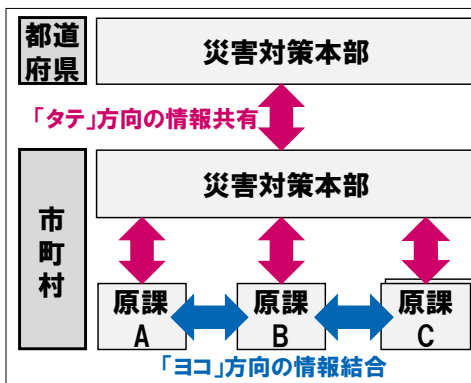 都道
府県
災害対策本部
「タテ」方向の情報共有
市
町
村
災害対策本部
原課
A
原課
B
原課
C
「ヨコ」方向の情報結合